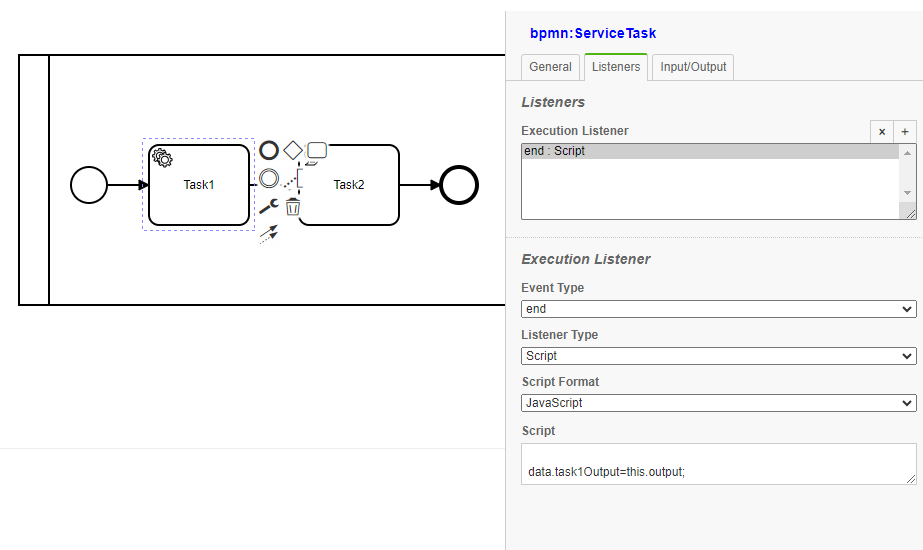 Task1
Task2
bpmn:ServiceTask
General Listeners Input/Output
Listeners
Execution Listener x +
end : Script
Execution Listener
Event Type
end
Listener Type
Script
Script Format
JavaScript
Script
data.task1Output=this.output;